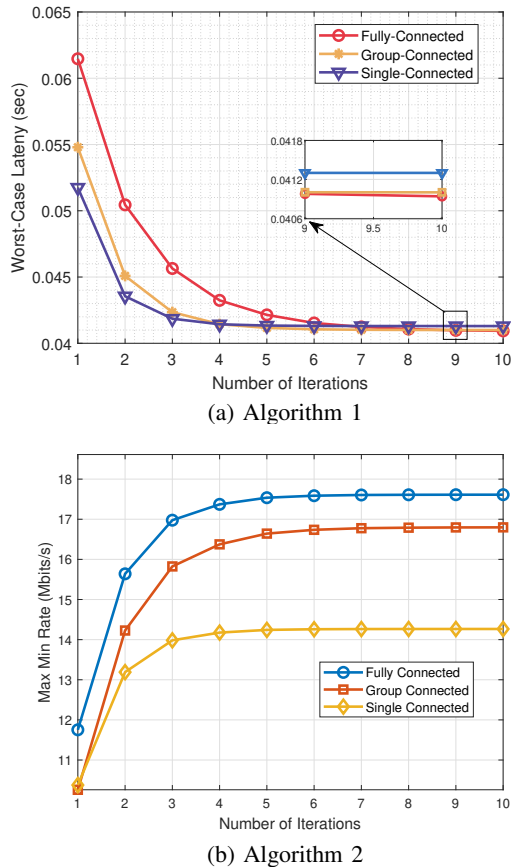 0.065
0.06
0.055
0.05
0.045
0.04
Worst-Case Lateny (sec)
Fully-Connected
Group-Connected
Single-Connected
0.0418
0.0412
0.0406
9 9.5 10
1 2 3 4 5 6 7 8 9 10
Number of Iterations
(a) Algorithm 1
18
17
16
15
14
13
12
11
Max Min Rate (Mbits/s)
Fully Connected
Group Connected
Single Connected
1 2 3 4 5 6 7 8 9 10
Number of Iterations
(b) Algorithm 2